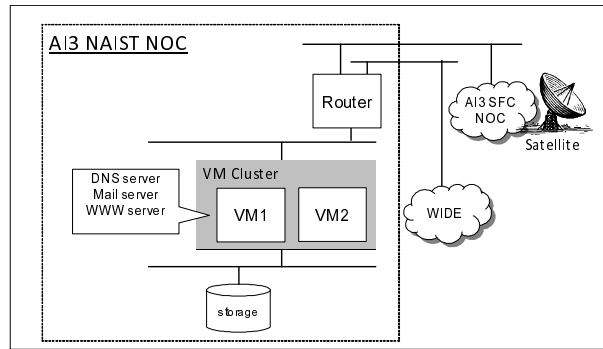 AI3 NAIST NOC
Router
AI3 SFC
NOC
Satellite
DNS server
Mail server
WWW server
VM Cluster
VM1
VM2
WIDE
storage